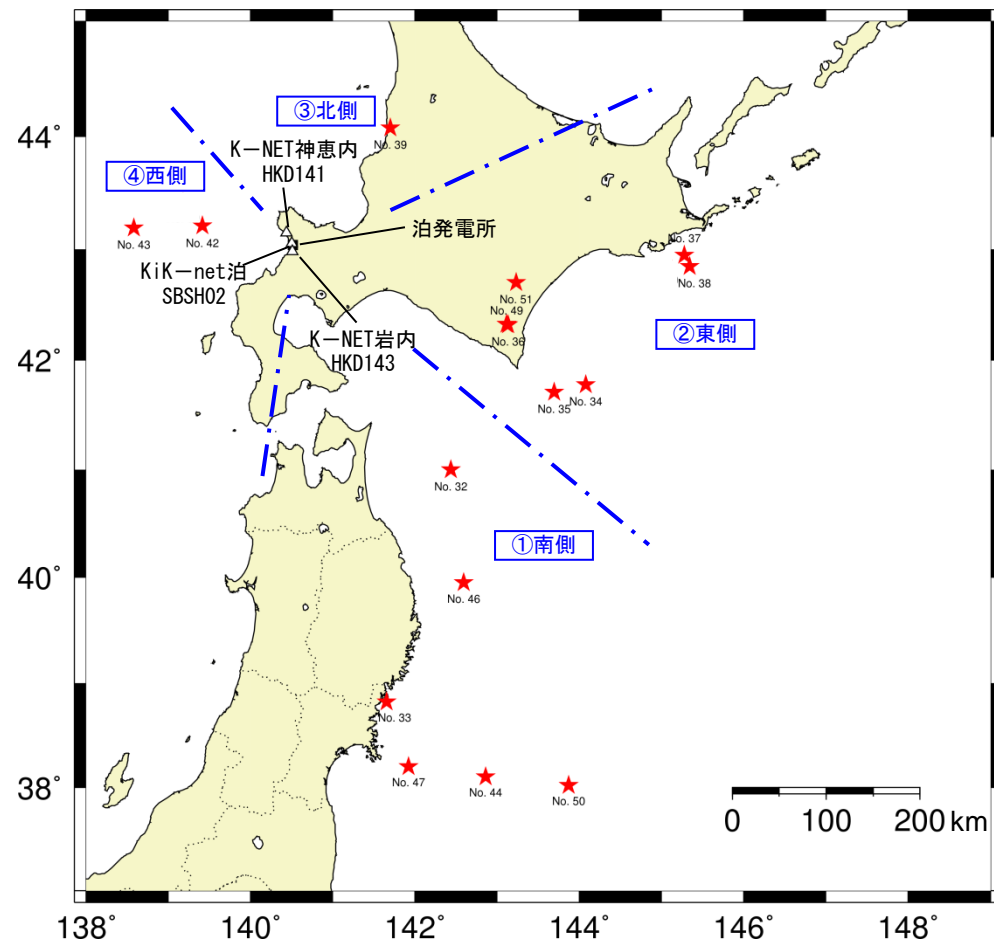 ③北側
44°
No. 39
K－NET神恵内
HKD141
④西側
No. 43
No. 42
泊発電所
No. 37
No. 38
KiK－net泊
SBSH02
No. 51
No. 49
No. 36
②東側
K－NET岩内
HKD143
42°
No. 35
No. 34
No. 32
①南側
40°
No. 46
No. 33
No. 47
No. 44
No. 50
38°
0
100
200 km
138°
140°
142°
144°
146°
148°